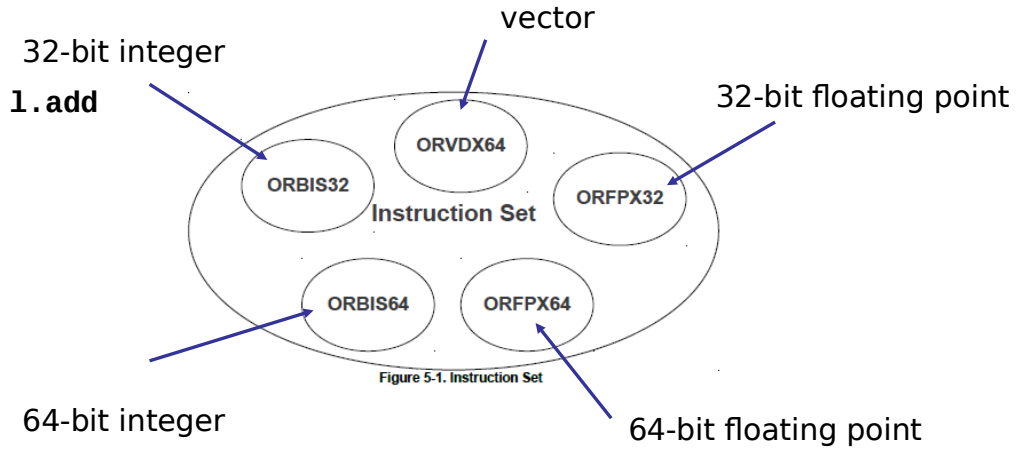 vector
32-bit integer
l.add
32-bit floating point
ORVDX64
ORBIS32
ORFPX32
Instruction Set
ORBIS64
ORFPX64
Figure 5-1. Instruction Set
64-bit integer
64-bit floating point